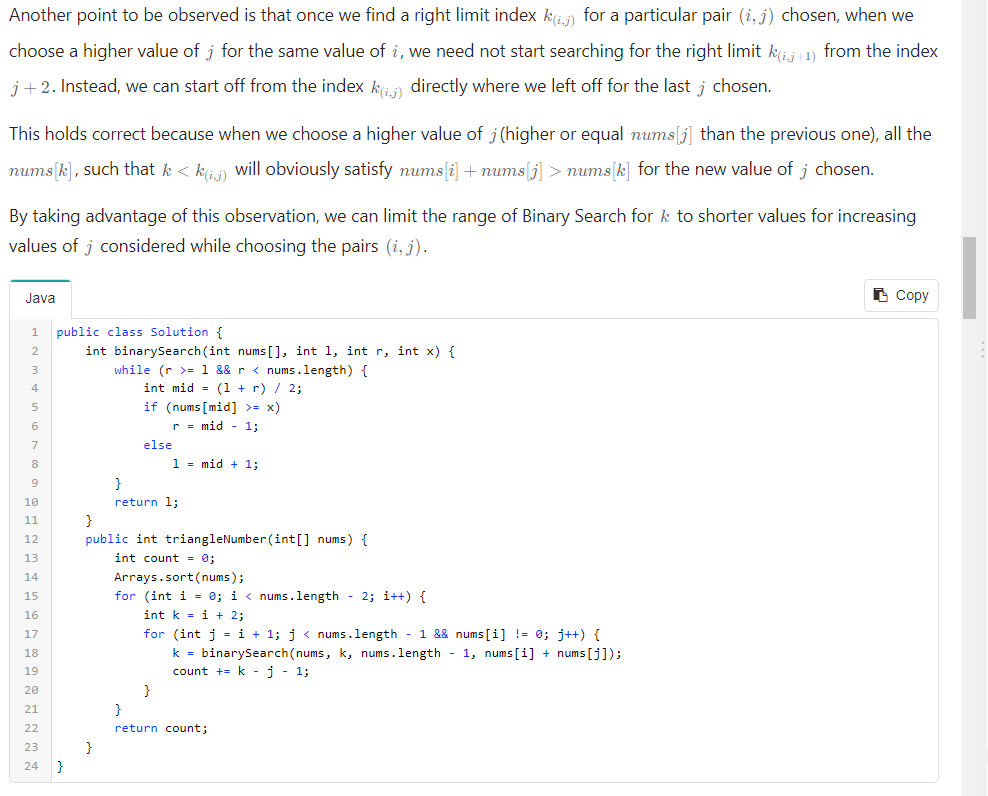 Another point to be observed is that once we find a right limit index k(i,j) for a particular pair (i, j) chosen, when we
choose a higher value of j for the same value of i, we need not start searching for the right limit k(i,j+1) from the index
j + 2. Instead, we can start off from the index k(i,j) directly where we left off for the last j chosen.
This holds correct because when we choose a higher value of j(higher or equal nums[j] than the previous one), all the
nums[k], such that k < k(i,j) will obviously satisfy nums[i] + nums[j] > nums[k] for the new value of j chosen.
By taking advantage of this observation, we can limit the range of Binary Search for k to shorter values for increasing
values of j considered while choosing the pairs (i, j).
Java
Copy
1 public class Solution {
2     int binarySearch(int nums[], int l, int r, int x) {
3         while (r >= l && r < nums.length) {
4             int mid = (l + r) / 2;
5             if (nums[mid] >= x)
6                 r = mid - 1;
7             else
8                 l = mid + 1;
9         }
10         return l;
11     }
12     public int triangleNumber(int[] nums) {
13         int count = 0;
14         Arrays.sort(nums);
15         for (int i = 0; i < nums.length - 2; i++) {
16             int k = i + 2;
17             for (int j = i + 1; j < nums.length - 1 && nums[i] != 0; j++) {
18                 k = binarySearch(nums, k, nums.length - 1, nums[i] + nums[j]);
19                 count += k - j - 1;
20             }
21         }
22         return count;
23     }
24 }